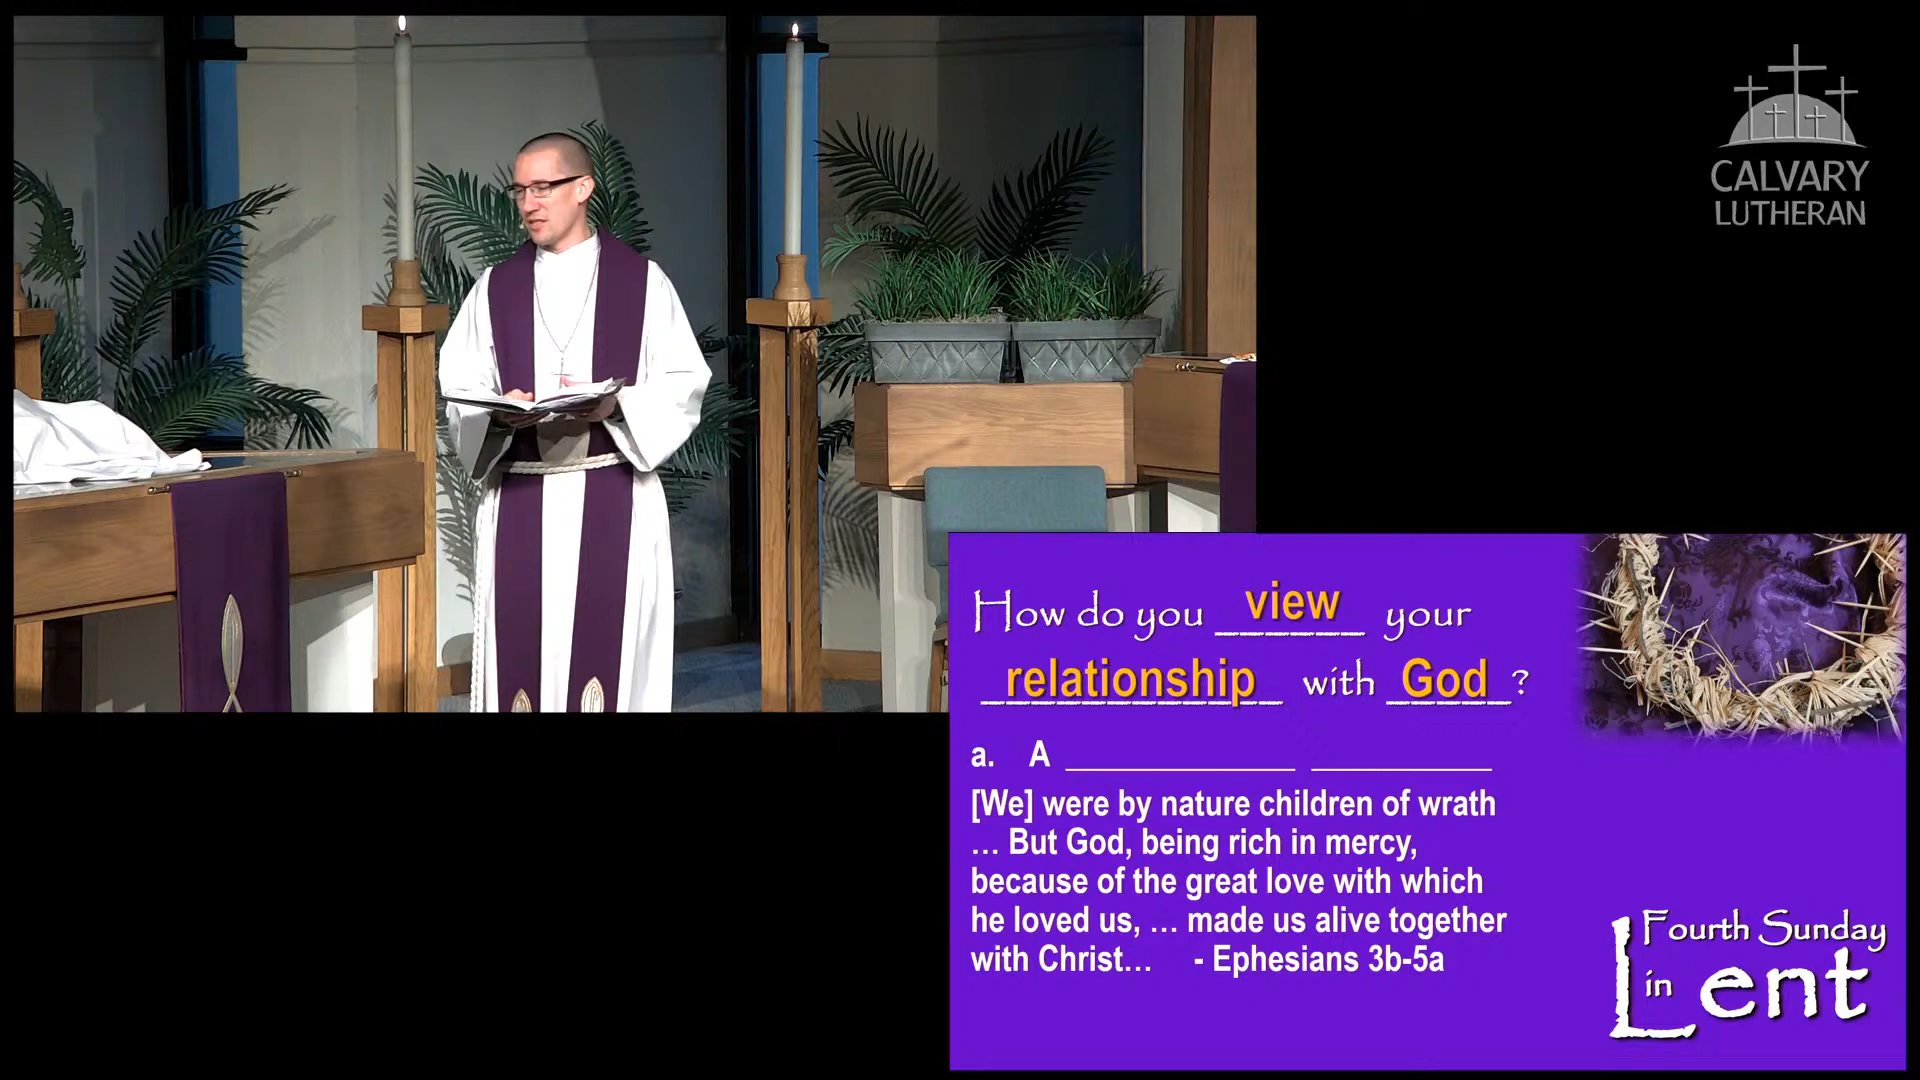 CALVARY
LUTHERAN
How do you view your
relationship with God?
a. A ____________ __________
[We] were by nature children of wrath
… But God, being rich in mercy,
because of the great love with which
he loved us, … made us alive together
with Christ… - Ephesians 3b-5a
Fourth Sunday
in Lent